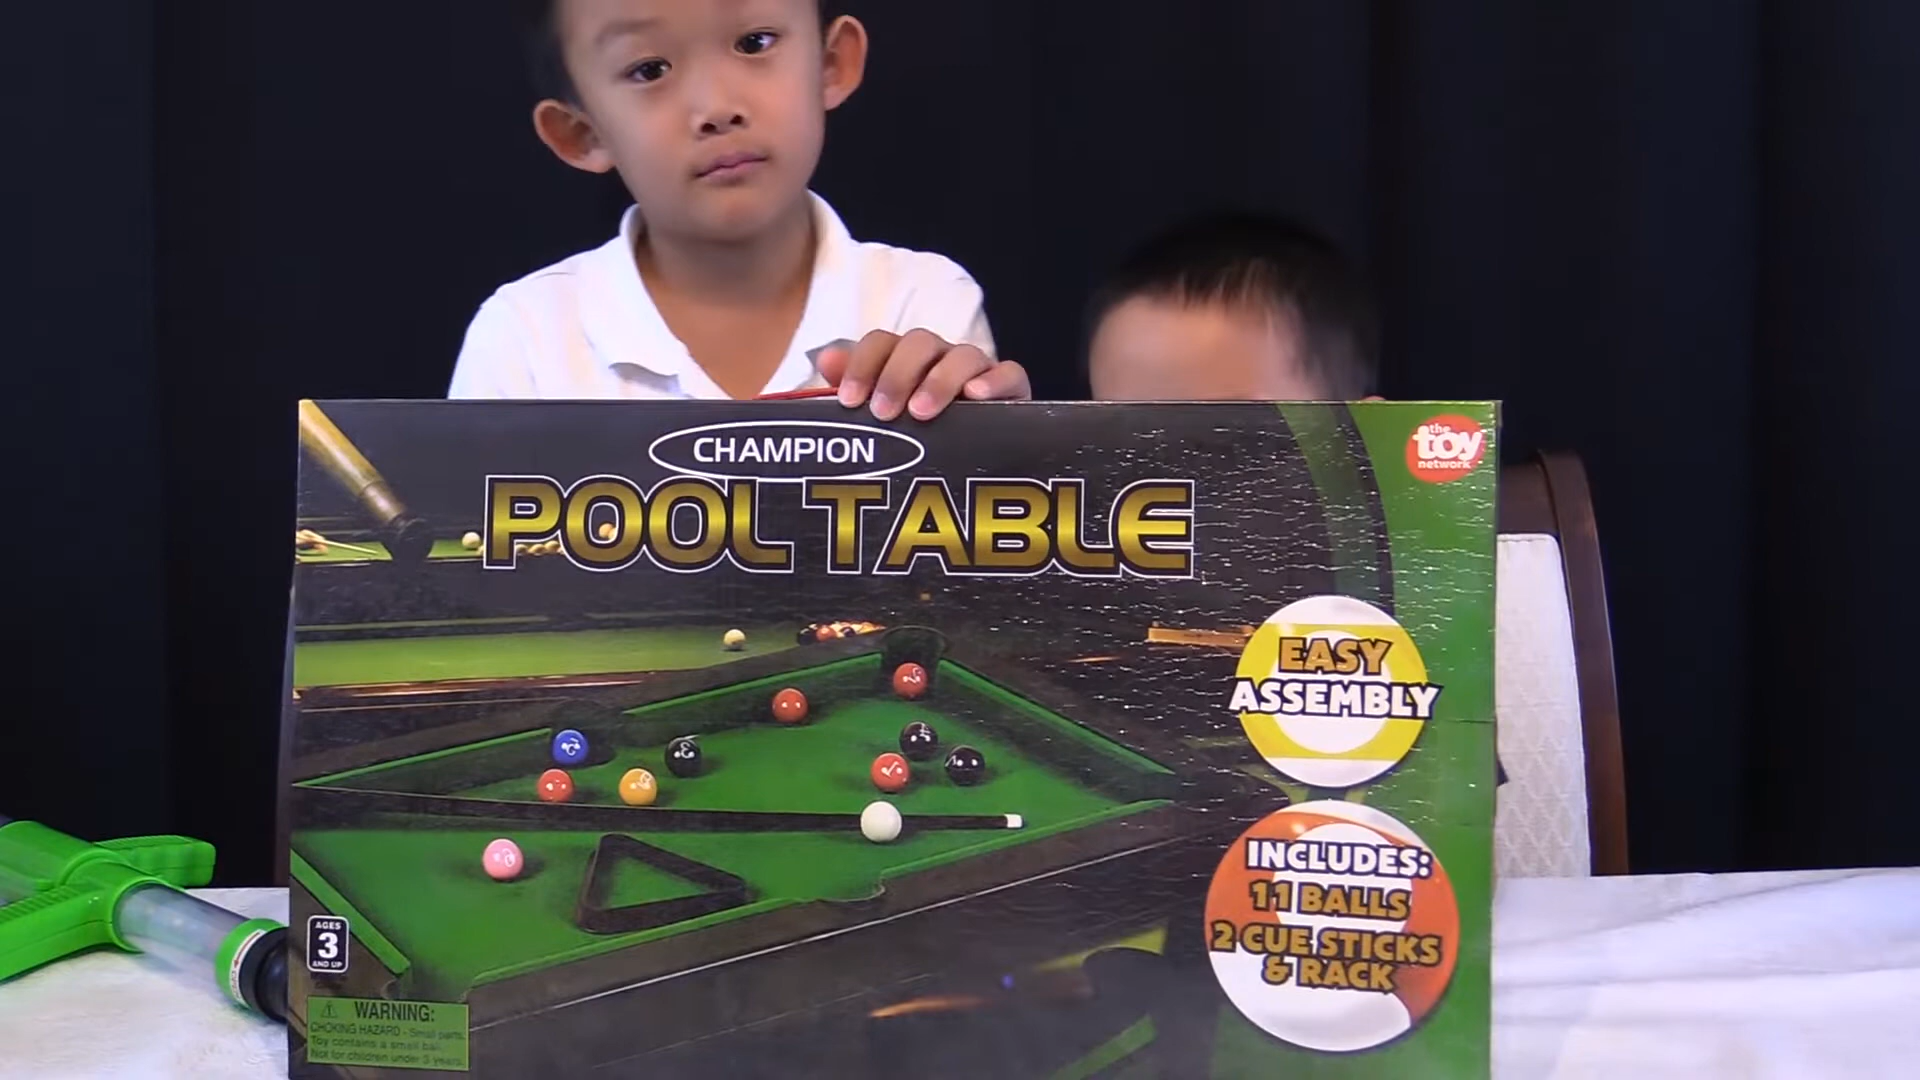 CHAMPION
POOL TABLE
the
toy
network
EASY
ASSEMBLY
INCLUDES:
11 BALLS
2 CUE STICKS
& RACK
AGES
3
AND UP
WARNING:
CHOKING HAZARD - Small parts.
Toy contains a small ball.
Not for children under 3 years.